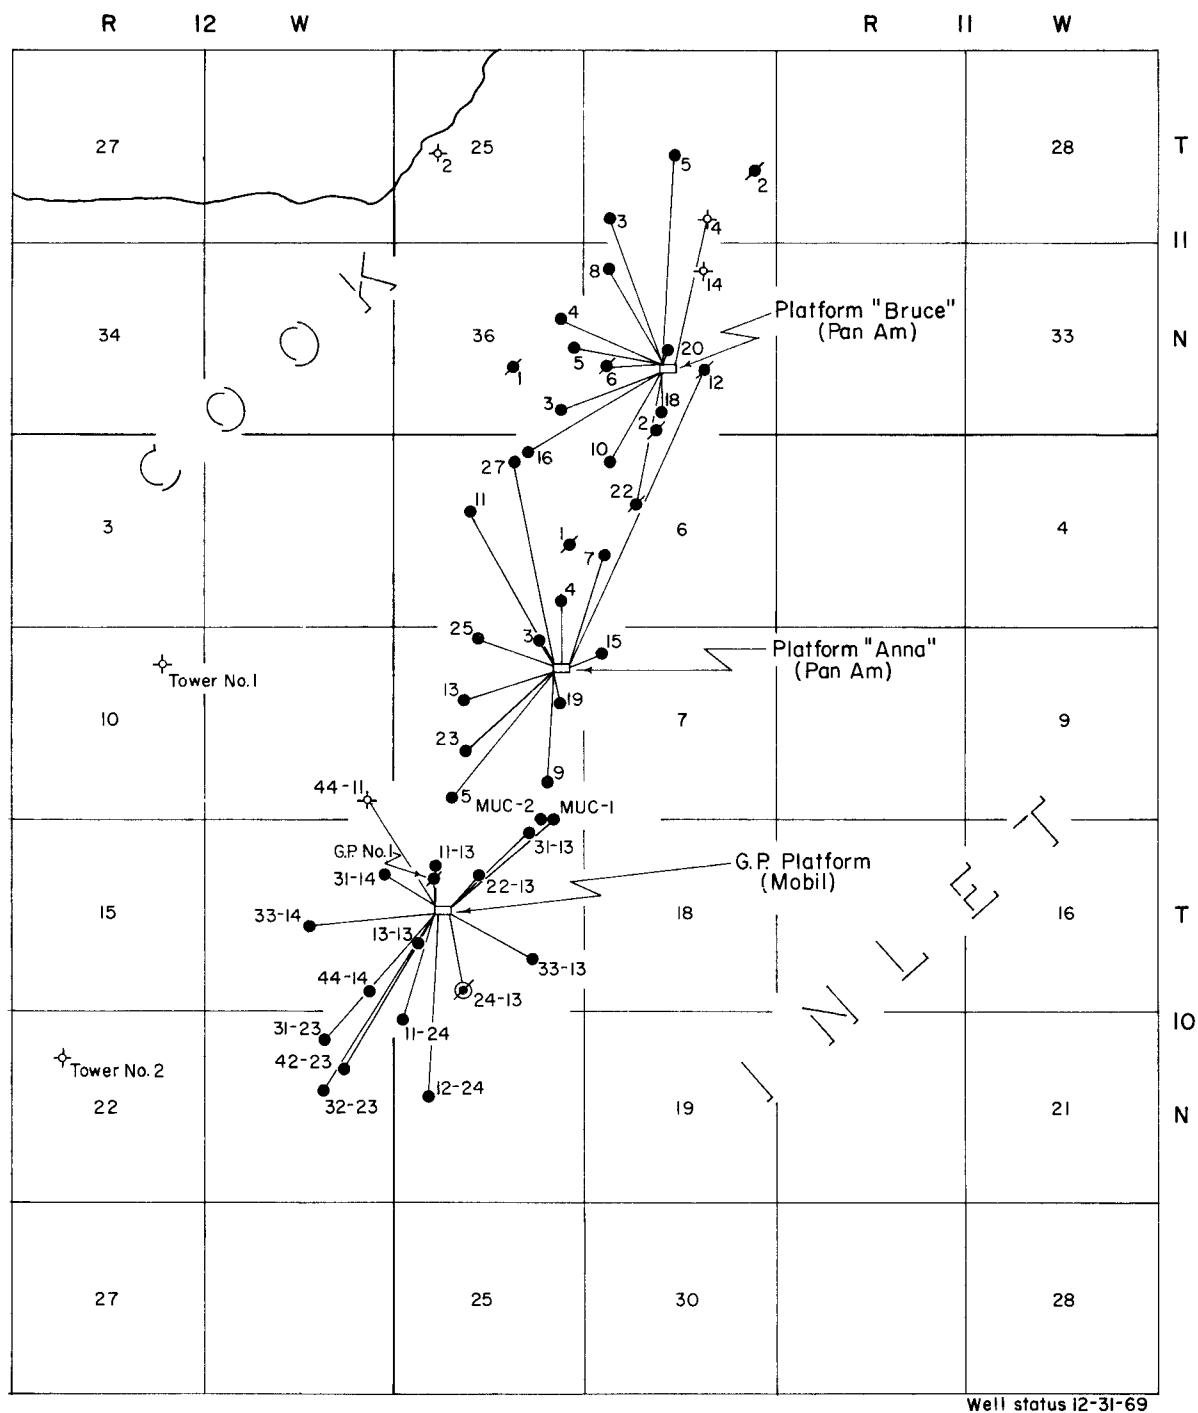 R 12 W R 11 W
27 2 25 5 2 28 T
3 4 11
8 14
Platform "Bruce"
(Pan Am)
34 4 36 5 20 33 N
1 6 12
3 18
2
27 16 10
11 22
3 1 7 6 4
4
25 3 15
Platform "Anna"
(Pan Am)
Tower No. 1
13 19
10 7 9
23
44-11 5 9
MUC-2 MUC-1
G.P. No. 1 11-13 31-13
31-14 22-13
G.P. Platform
(Mobil)
33-14 15 18 16 T
13-13
44-14 33-13
24-13
31-23 11-24 10
42-23
Tower No. 2
32-23 12-24
22 19 21 N
27 25 30 28
COOK INLET
Well status 12-31-69